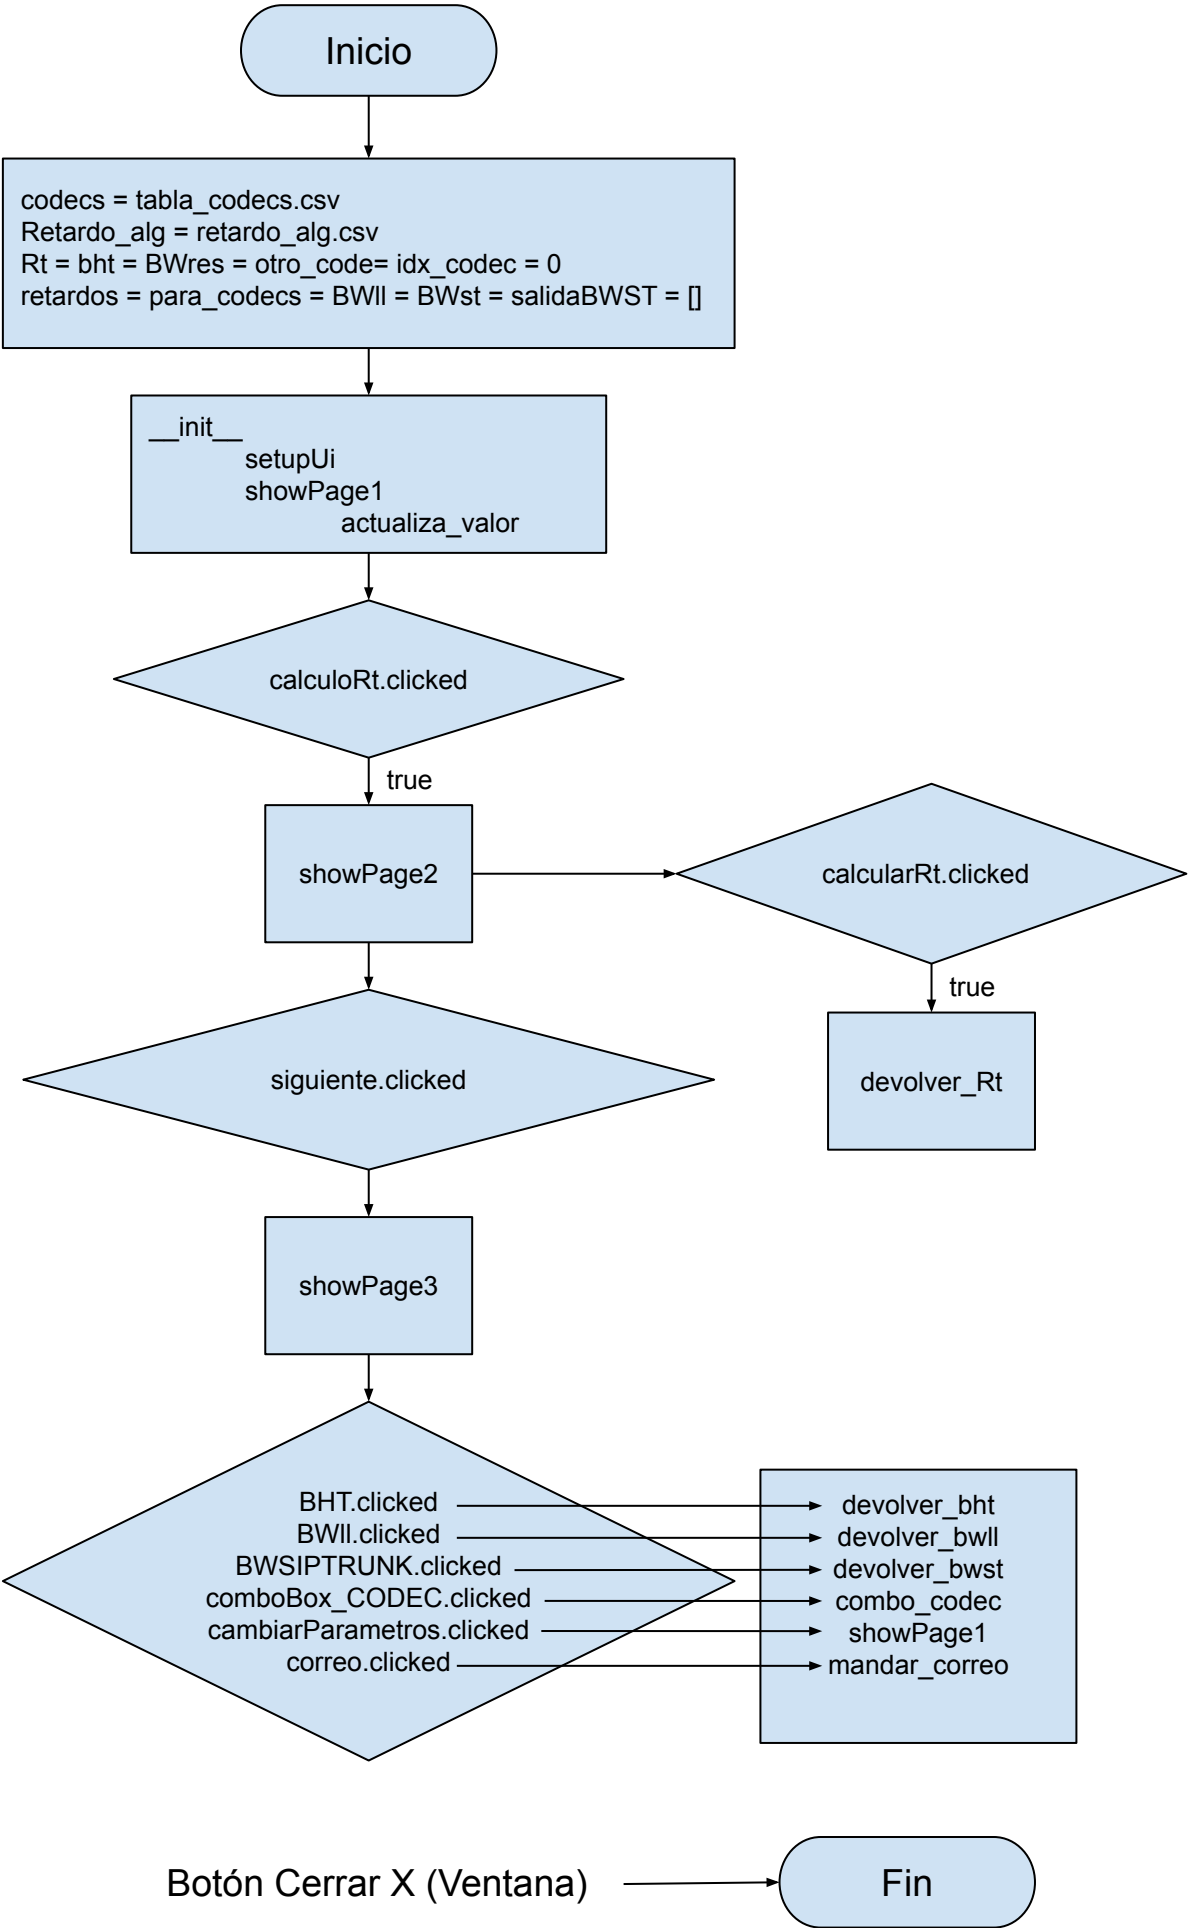 Inicio
codecs = tabla_codecs.csv
Retardo_alg = retardo_alg.csv
Rt = bht = BWres = otro_code= idx_codec = 0
retardos = para_codecs = BWll = BWst = salidaBWST = []
__init__
setupUi
showPage1
actualiza_valor
calculoRt.clicked
true
showPage2
calcularRt.clicked
true
devolver_Rt
siguiente.clicked
showPage3
BHT.clicked
devolver_bht
BWll.clicked
devolver_bwll
BWSIPTRUNK.clicked
devolver_bwst
comboBox_CODEC.clicked
combo_codec
cambiarParametros.clicked
showPage1
correo.clicked
mandar_correo
Botón Cerrar X (Ventana)
Fin